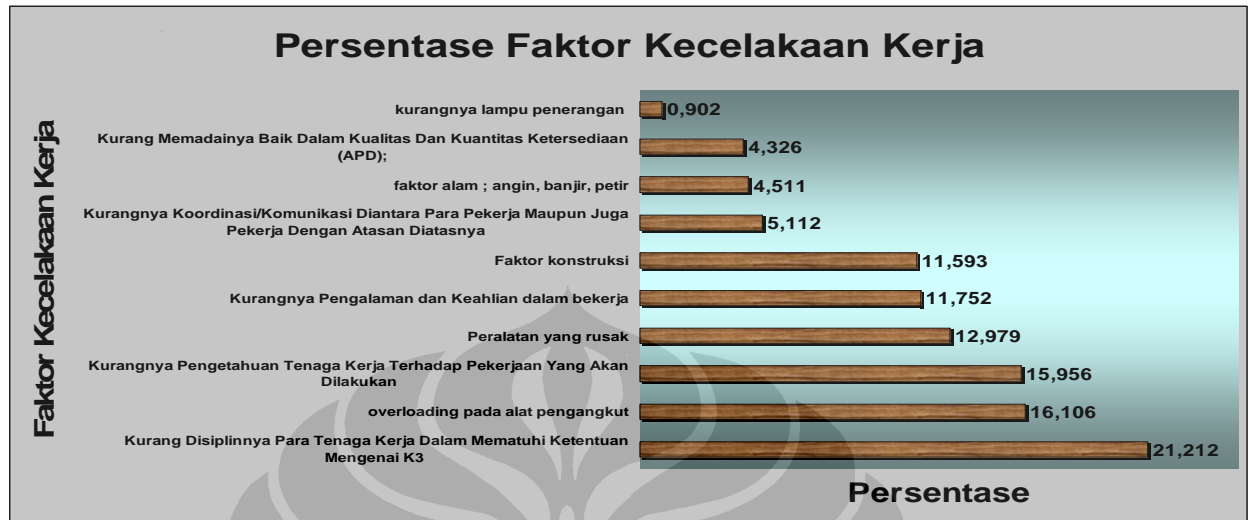 Persentase Faktor Kecelakaan Kerja
Faktor Kecelakaan Kerja
kurangnya lampu penerangan
0,902
Kurang Memadainya Baik Dalam Kualitas Dan Kuantitas Ketersediaan
(APD);
4,326
faktor alam ; angin, banjir, petir
4,511
Kurangnya Koordinasi/Komunikasi Diantara Para Pekerja Maupun Juga
Pekerja Dengan Atasan Diatasnya
5,112
Faktor konstruksi
11,593
Kurangnya Pengalaman dan Keahlian dalam bekerja
11,752
Peralatan yang rusak
12,979
Kurangnya Pengetahuan Tenaga Kerja Terhadap Pekerjaan Yang Akan
Dilakukan
15,956
overloading pada alat pengangkut
16,106
Kurang Disiplinnya Para Tenaga Kerja Dalam Mematuhi Ketentuan
Mengenai K3
21,212
Persentase